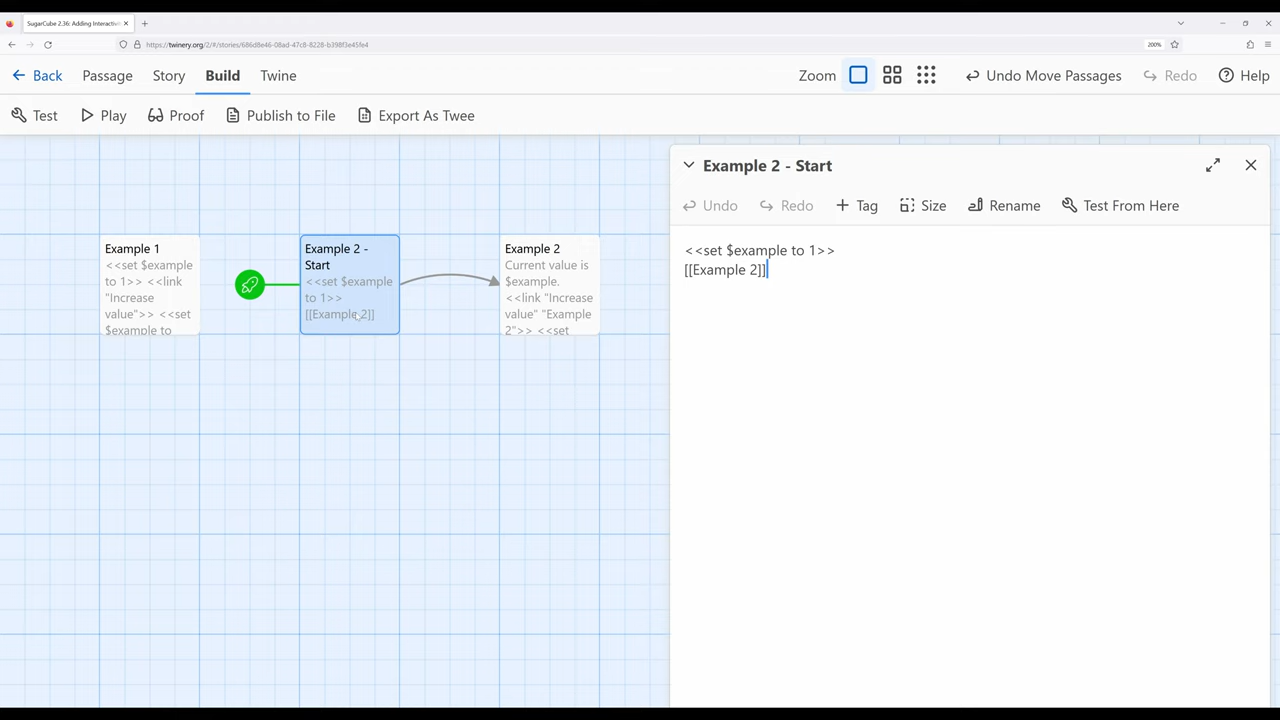 SugarCube 2.36: Adding Interactivi
https://twinery.org/2/#/stories/686d8e46-08ad-47c8-8228-b398f3e45fe4
200%
Back Passage Story Build Twine Zoom Undo Move Passages Redo Help
Test Play Proof Publish to File Export As Twee
Example 1
<<set $example
to 1>> <<link
"Increase
value">> <<set
$example to
Example 2 -
Start
<<set $example
to 1>>
[[Example 2]]
Example 2
Current value is
$example.
<<link "Increase
value" "Example
2">> <<set
Example 2 - Start
Undo Redo Tag Size Rename Test From Here
<<set $example to 1>>
[[Example 2]]